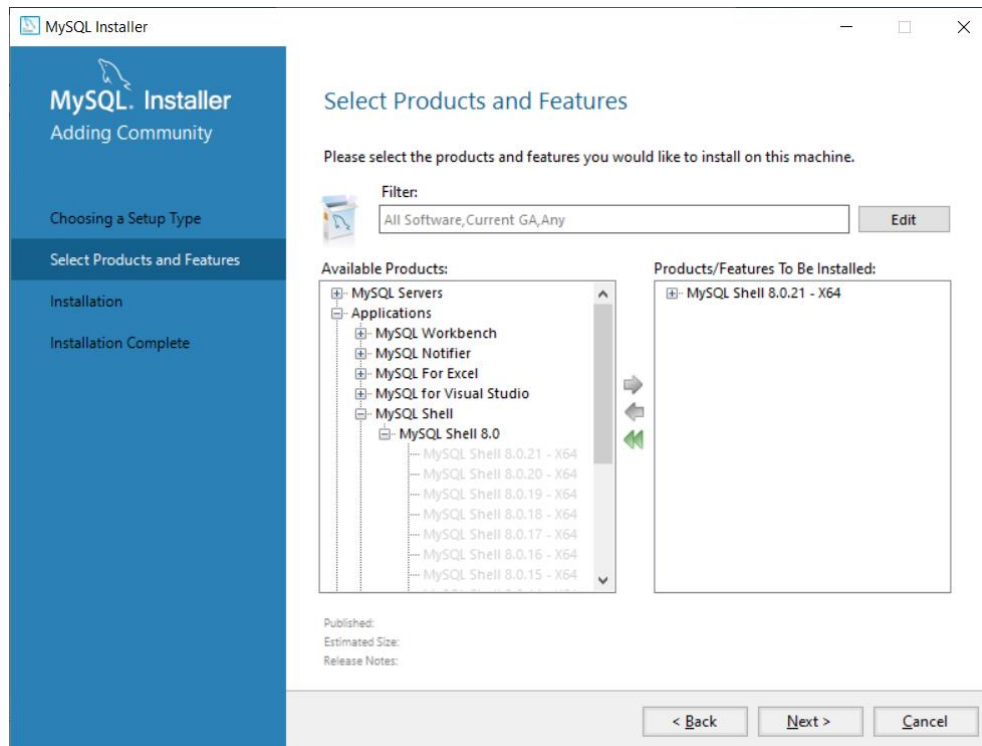 MySQL Installer
MySQL. Installer
Adding Community
Choosing a Setup Type
Select Products and Features
Installation
Installation Complete
Select Products and Features
Please select the products and features you would like to install on this machine.
Filter:
All Software,Current GA,Any
Edit
Available Products:
MySQL Servers
Applications
MySQL Workbench
MySQL Notifier
MySQL For Excel
MySQL for Visual Studio
MySQL Shell
MySQL Shell 8.0
MySQL Shell 8.0.21 - X64
MySQL Shell 8.0.20 - X64
MySQL Shell 8.0.19 - X64
MySQL Shell 8.0.18 - X64
MySQL Shell 8.0.17 - X64
MySQL Shell 8.0.16 - X64
MySQL Shell 8.0.15 - X64
Products/Features To Be Installed:
MySQL Shell 8.0.21 - X64
Published:
Estimated Size:
Release Notes:
< Back
Next >
Cancel